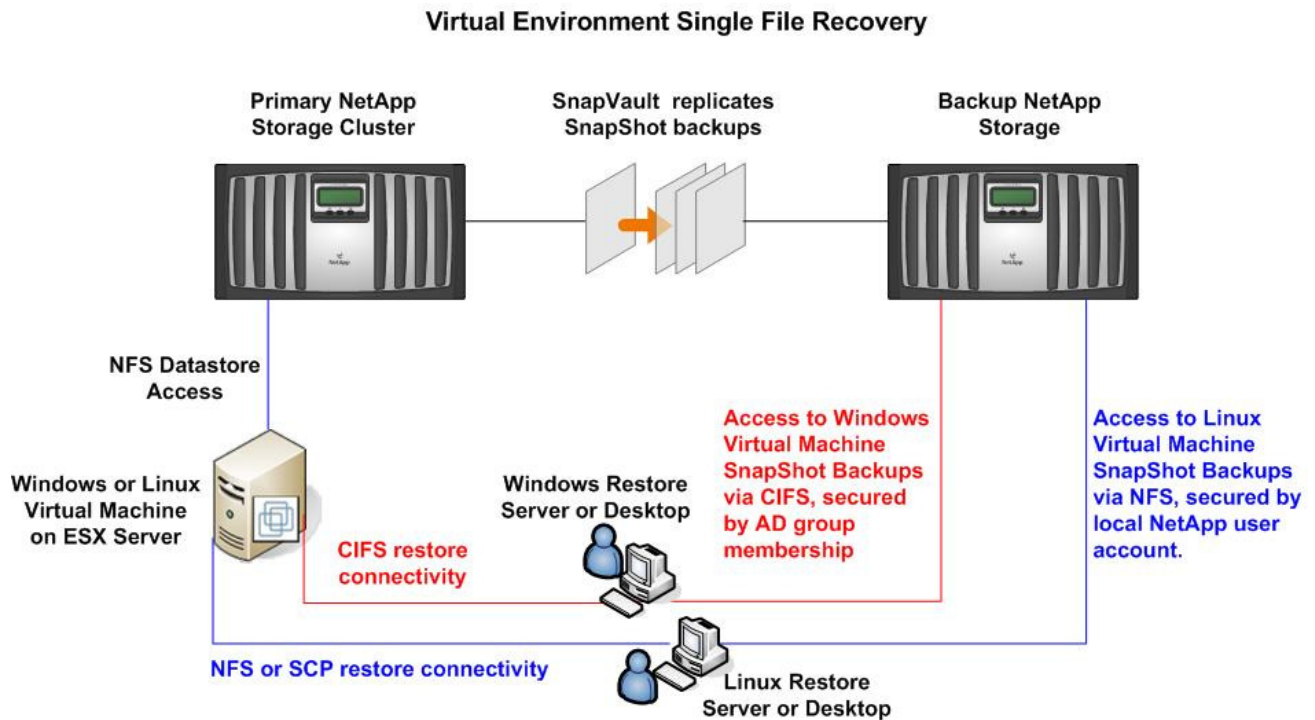 Virtual Environment Single File Recovery
Primary NetApp
Storage Cluster
SnapVault replicates
SnapShot backups
Backup NetApp
Storage
NetApp
NetApp
NFS Datastore
Access
Windows or Linux
Virtual Machine
on ESX Server
CIFS restore
connectivity
Windows Restore
Server or Desktop
Access to Windows
Virtual Machine
SnapShot Backups
via CIFS, secured
by AD group
membership
Access to Linux
Virtual Machine
SnapShot Backups
via NFS, secured by
local NetApp user
account.
NFS or SCP restore connectivity
Linux Restore
Server or Desktop